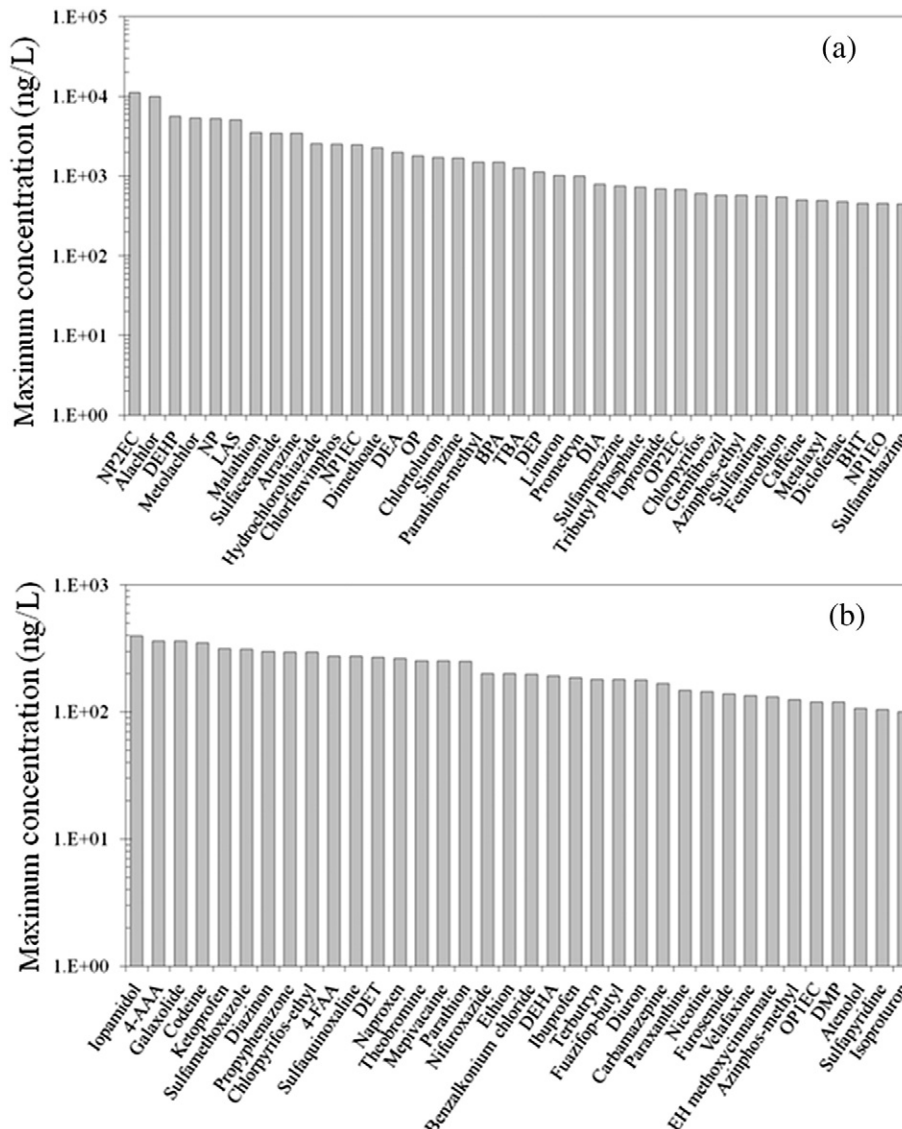 (a)
Maximum concentration (ng/L)
1.E+05
1.E+04
1.E+03
1.E+02
1.E+01
1.E+00
NP2EC
Alachlor
DEHP
Metolachlor
NP
LAS
Malathion
Sulfacetamide
Atrazine
Hydrochlorothiazide
Chlorfenvimphos
NP1EC
Dimethoate
DEA
OP
Chlortoluron
Simazine
Parathion-methyl
BPA
TBA
DEP
Linuron
Prometryn
DIA
Sulfamerazine
Tributyl phosphate
Iopromide
OP2EC
Chlorpyrifos
Gemfibrozil
Azinphos-ethyl
Sulfanitran
Fenitrothion
Caffeine
Metalaxyl
Diclofenac
BHT
NP1EO
Sulfamethazine
(b)
Maximum concentration (ng/L)
1.E+03
1.E+02
1.E+01
1.E+00
Iopamidol
4-AAA
Galaxolide
Codeine
Ketoprofen
Sulfamethoxazole
Diazinon
Propyphenazone
Chlorpyrifos-ethyl
4-FAA
Sulfaquinoxaline
DET
Naproxen
Theobromine
Mepivacaine
Parathion
Nifuroxazide
Ethion
Benzalkonium chloride
DEHA
Ibuprofen
Terbutryn
Fuazifop-butyl
Diuron
Carbamazepine
Paraxanthine
Nicotine
Furosemide
Velafaxine
EH methoxycinnamate
Azinphos-methyl
OP1EC
DMP
Atenolol
Sulfapyridine
Isoproturon